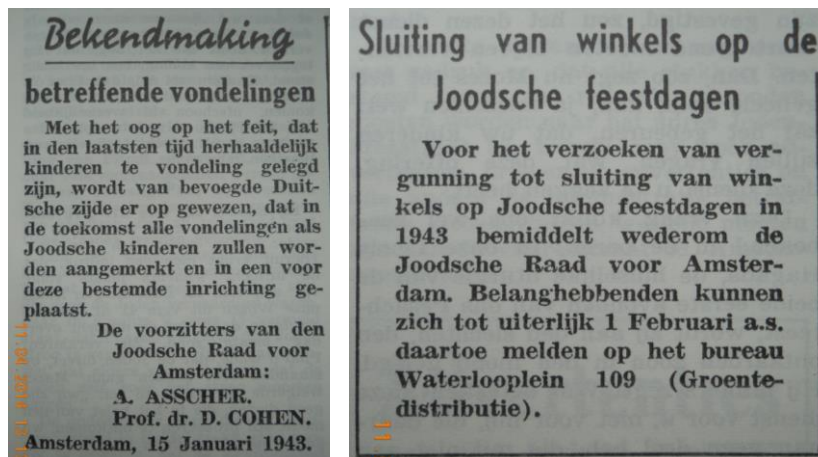 Bekendmaking
betreffende vondelingen
Met het oog op het feit, dat
in den laatsten tijd herhaaldelijk
kinderen te vondeling gelegd
zijn, wordt van bevoegde Duit-
sche zijde er op gewezen, dat in
de toekomst alle vondelingen als
Joodsche kinderen zullen wor-
den aangemerkt en in een voor
deze bestemde inrichting ge-
plaatst.
De voorzitters van den
Joodsche Raad voor
Amsterdam:
A. ASSCHER.
Prof. dr. D. COHEN.
Amsterdam, 15 Januari 1943.
Sluiting van winkels op de
Joodsche feestdagen
Voor het verzoeken van ver-
gunning tot sluiting van win-
kels op Joodsche feestdagen in
1943 bemiddelt wederom de
Joodsche Raad voor Amster-
dam. Belanghebbenden kunnen
zich tot uiterlijk 1 Februari a.s.
daartoe melden op het bureau
Waterlooplein 109 (Groente-
distributie).